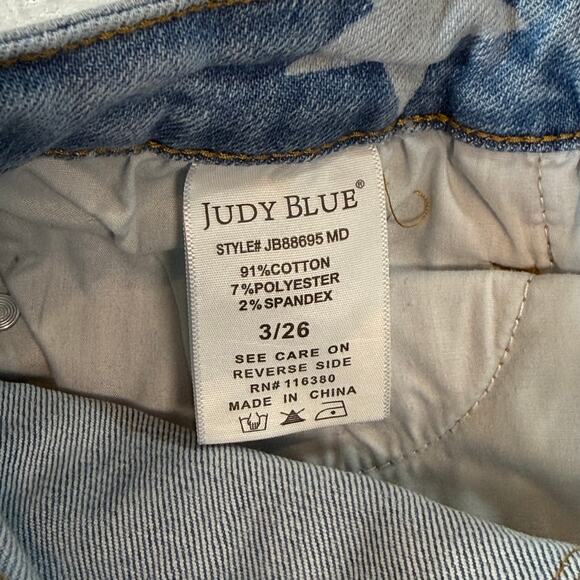 JUDY BLUE®
STYLE# JB88695 MD
91%COTTON
7%POLYESTER
2%SPANDEX
3/26
SEE CARE ON
REVERSE SIDE
RN# 116380
MADE IN CHINA